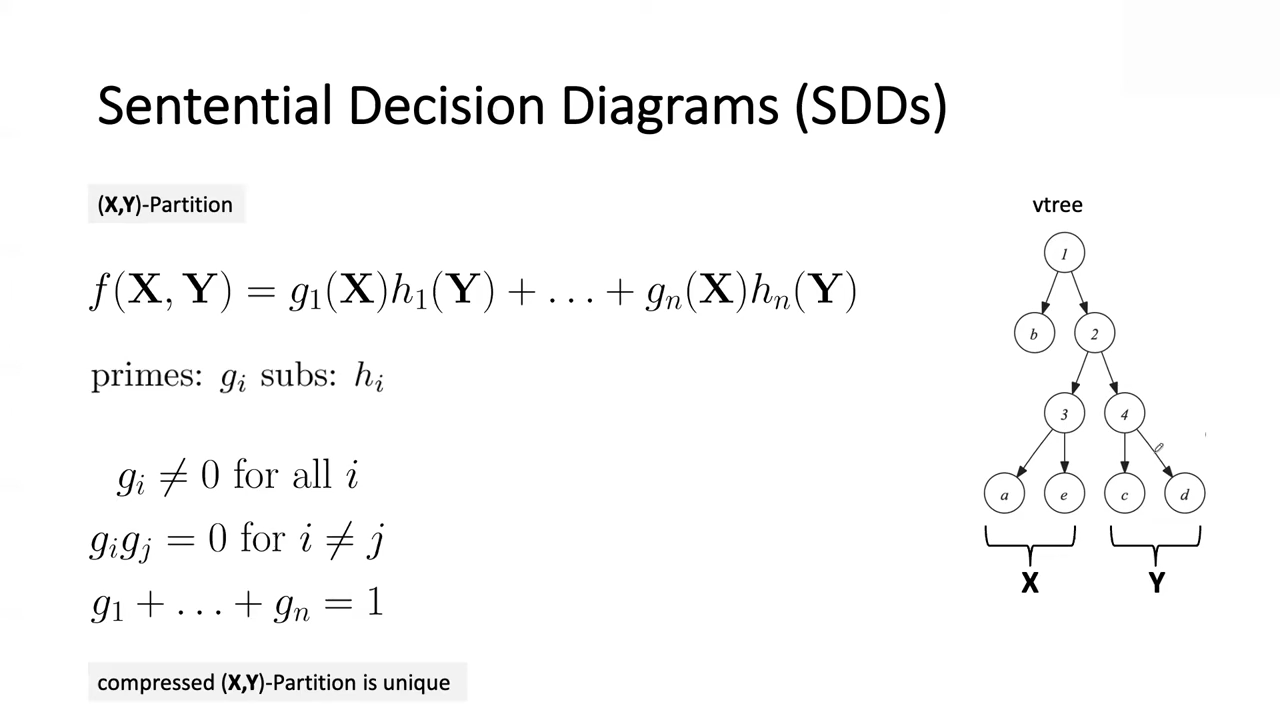 Sentential Decision Diagrams (SDDs)
(X,Y)-Partition
f(X, Y) = g₁(X)h₁(Y) + . . . + gₙ(X)hₙ(Y)
primes: gᵢ subs: hᵢ
gᵢ ≠ 0 for all i
gᵢgⱼ = 0 for i ≠ j
g₁ + . . . + gₙ = 1
compressed (X,Y)-Partition is unique
vtree
1
b 2
3 4
a e c d
X Y